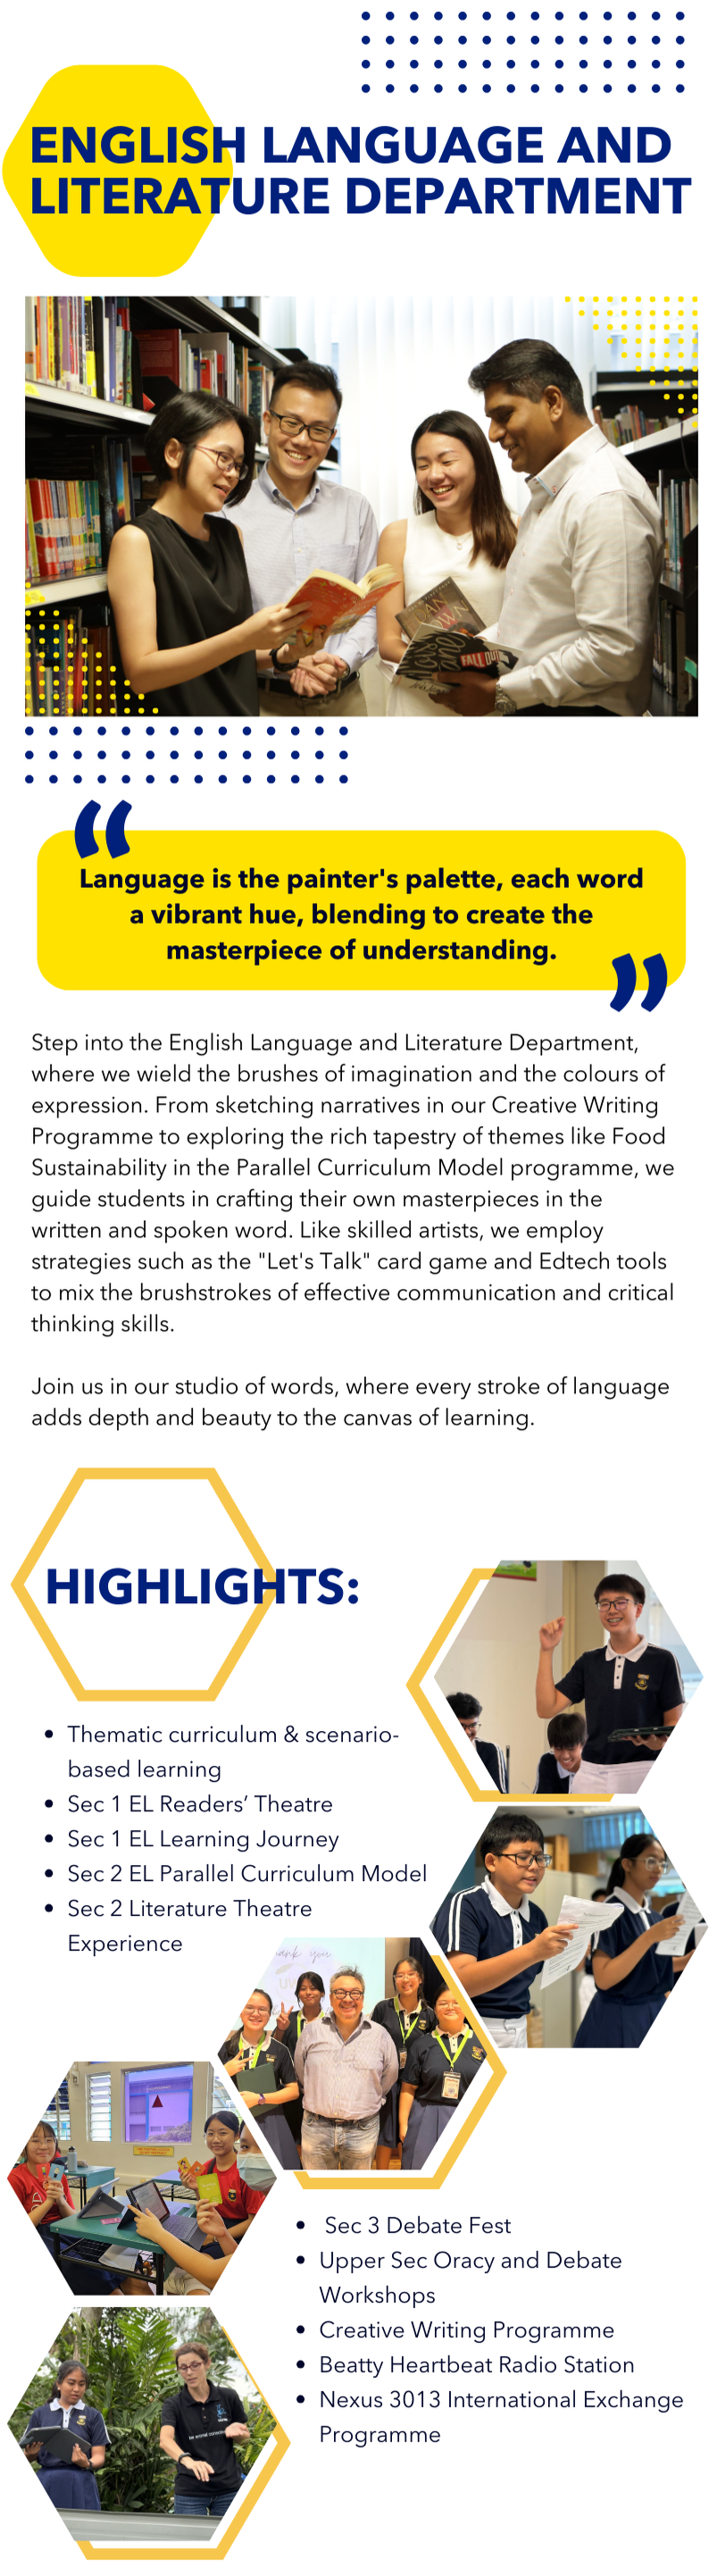 ENGLISH LANGUAGE AND
LITERATURE DEPARTMENT
FALL OUT
“
Language is the painter's palette, each word
a vibrant hue, blending to create the
masterpiece of understanding.
”
Step into the English Language and Literature Department,
where we wield the brushes of imagination and the colours of
expression. From sketching narratives in our Creative Writing
Programme to exploring the rich tapestry of themes like Food
Sustainability in the Parallel Curriculum Model programme, we
guide students in crafting their own masterpieces in the
written and spoken word. Like skilled artists, we employ
strategies such as the "Let's Talk" card game and Edtech tools
to mix the brushstrokes of effective communication and critical
thinking skills.
Join us in our studio of words, where every stroke of language
adds depth and beauty to the canvas of learning.
HIGHLIGHTS:
• Thematic curriculum & scenario-
based learning
• Sec 1 EL Readers’ Theatre
• Sec 1 EL Learning Journey
• Sec 2 EL Parallel Curriculum Model
• Sec 2 Literature Theatre
Experience
you
• Sec 3 Debate Fest
• Upper Sec Oracy and Debate
Workshops
• Creative Writing Programme
• Beatty Heartbeat Radio Station
• Nexus 3013 International Exchange
Programme